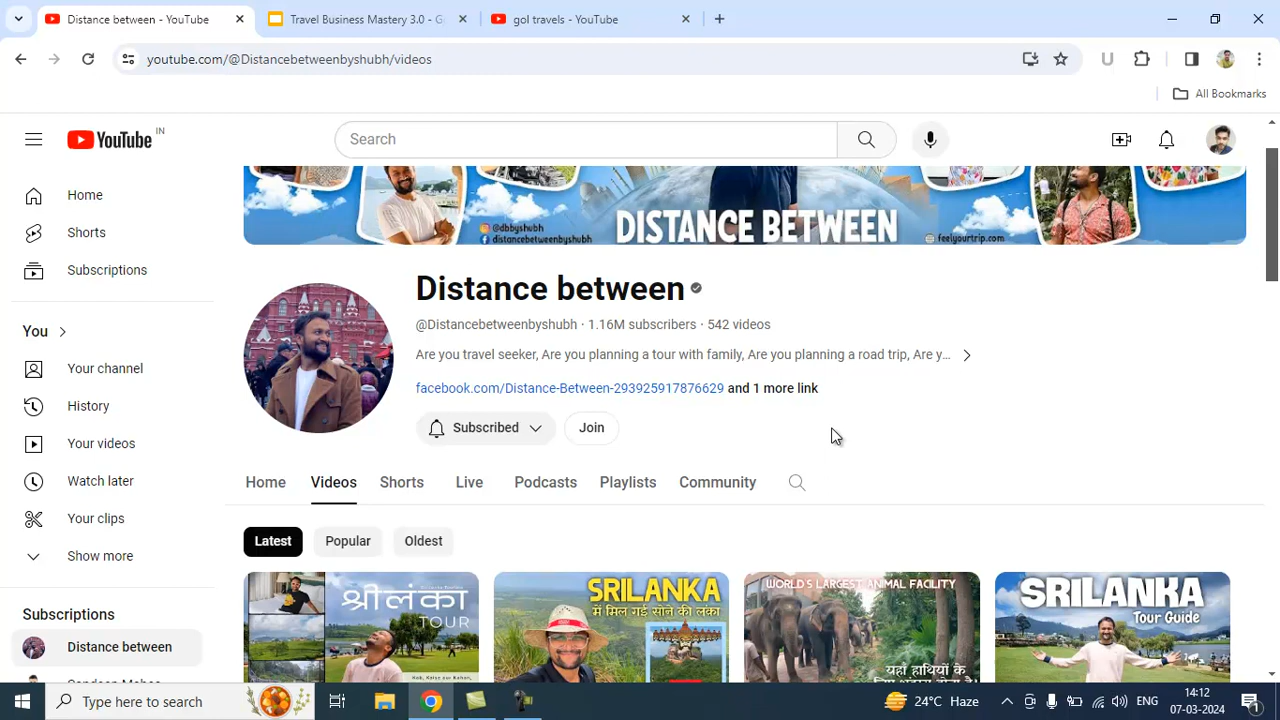 Distance between - YouTube
Travel Business Mastery 3.0 - G
gol travels - YouTube
youtube.com/@Distancebetweenbyshubh/videos
All Bookmarks
YouTube IN
Search
Home
Shorts
Subscriptions
You
Your channel
History
Your videos
Watch later
Your clips
Show more
Subscriptions
Distance between
@dbbyshubh
distancebetweenbyshubh
DISTANCE BETWEEN
feelyourtrip.com
Distance between
@Distancebetweenbyshubh · 1.16M subscribers · 542 videos
Are you travel seeker, Are you planning a tour with family, Are you planning a road trip, Are y...
facebook.com/Distance-Between-293925917876629 and 1 more link
Subscribed
Join
Home Videos Shorts Live Podcasts Playlists Community
Latest Popular Oldest
श्रीलंका
TOUR
SRILANKA
में मिल गई सोने की लंका
WORLD'S LARGEST ANIMAL FACILITY
यहाँ हाथियों के
SRILANKA
Tour Guide
Type here to search
24°C Haze
ENG
14:12
07-03-2024
1